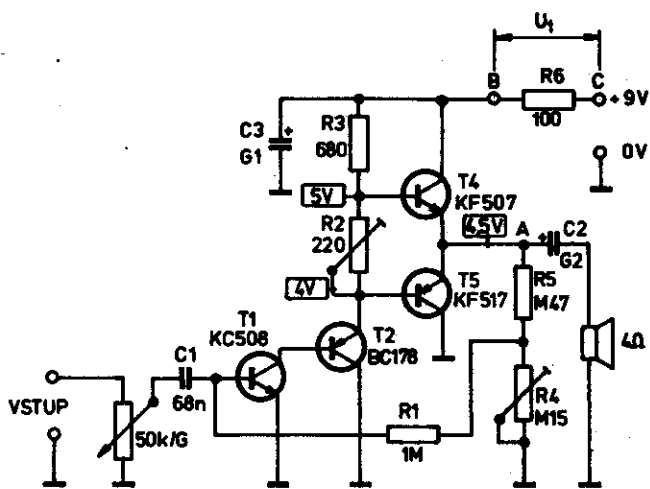 U₁
B R6 C
100 +9V
0V
C3 +
G1
R3
680
5V
T4
KF507
R2
220
4,5V A + C2
G2
4V
T5
KF517
R5
M47
4Ω
T1
KC508
T2
BC178
C1
68n
VSTUP
50k/G
R1
1M
R4
M15